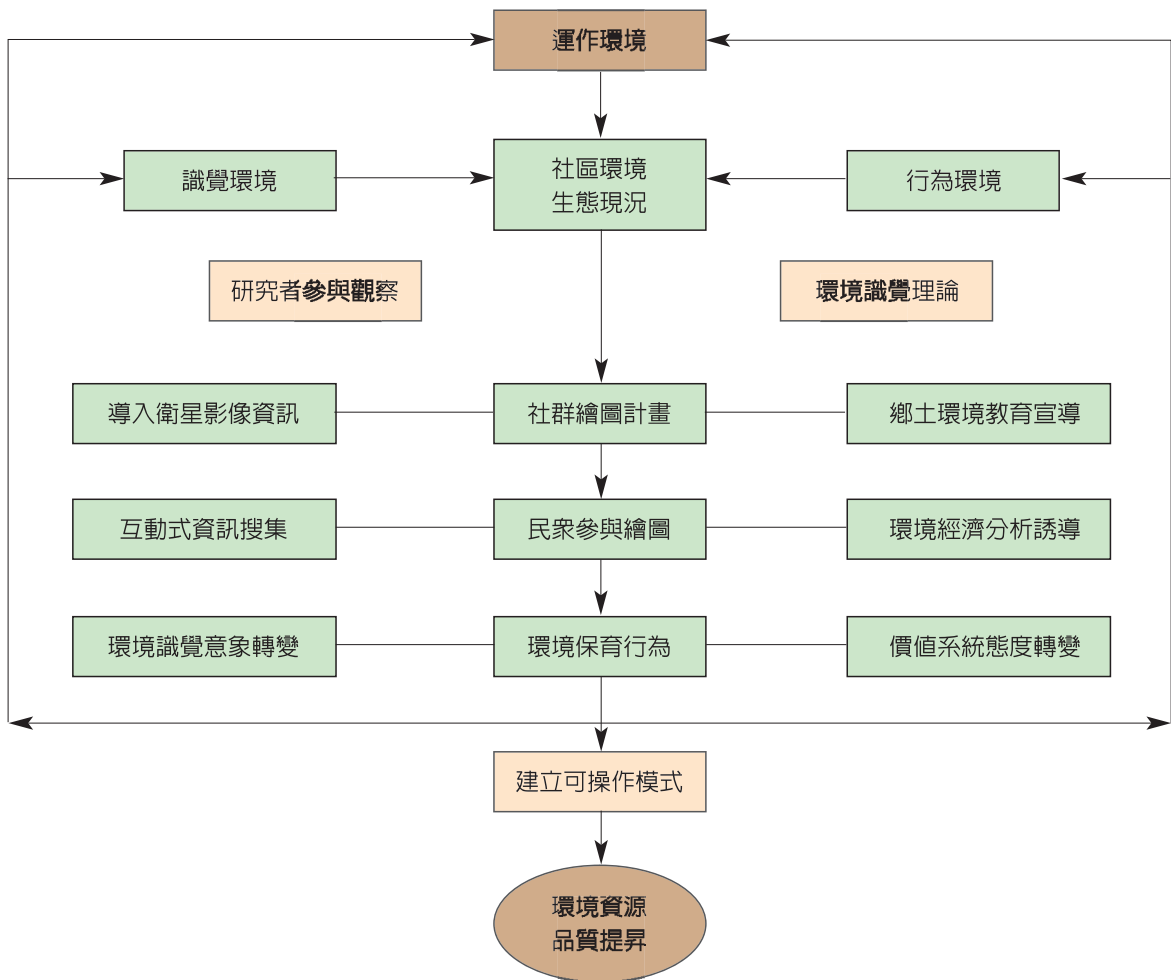 運作環境
識覺環境
社區環境
生態現況
行為環境
研究者參與觀察
環境識覺理論
導入衛星影像資訊
社群繪圖計畫
鄉土環境教育宣導
互動式資訊搜集
民眾參與繪圖
環境經濟分析誘導
環境識覺意象轉變
環境保育行為
價值系統態度轉變
建立可操作模式
環境資源
品質提昇